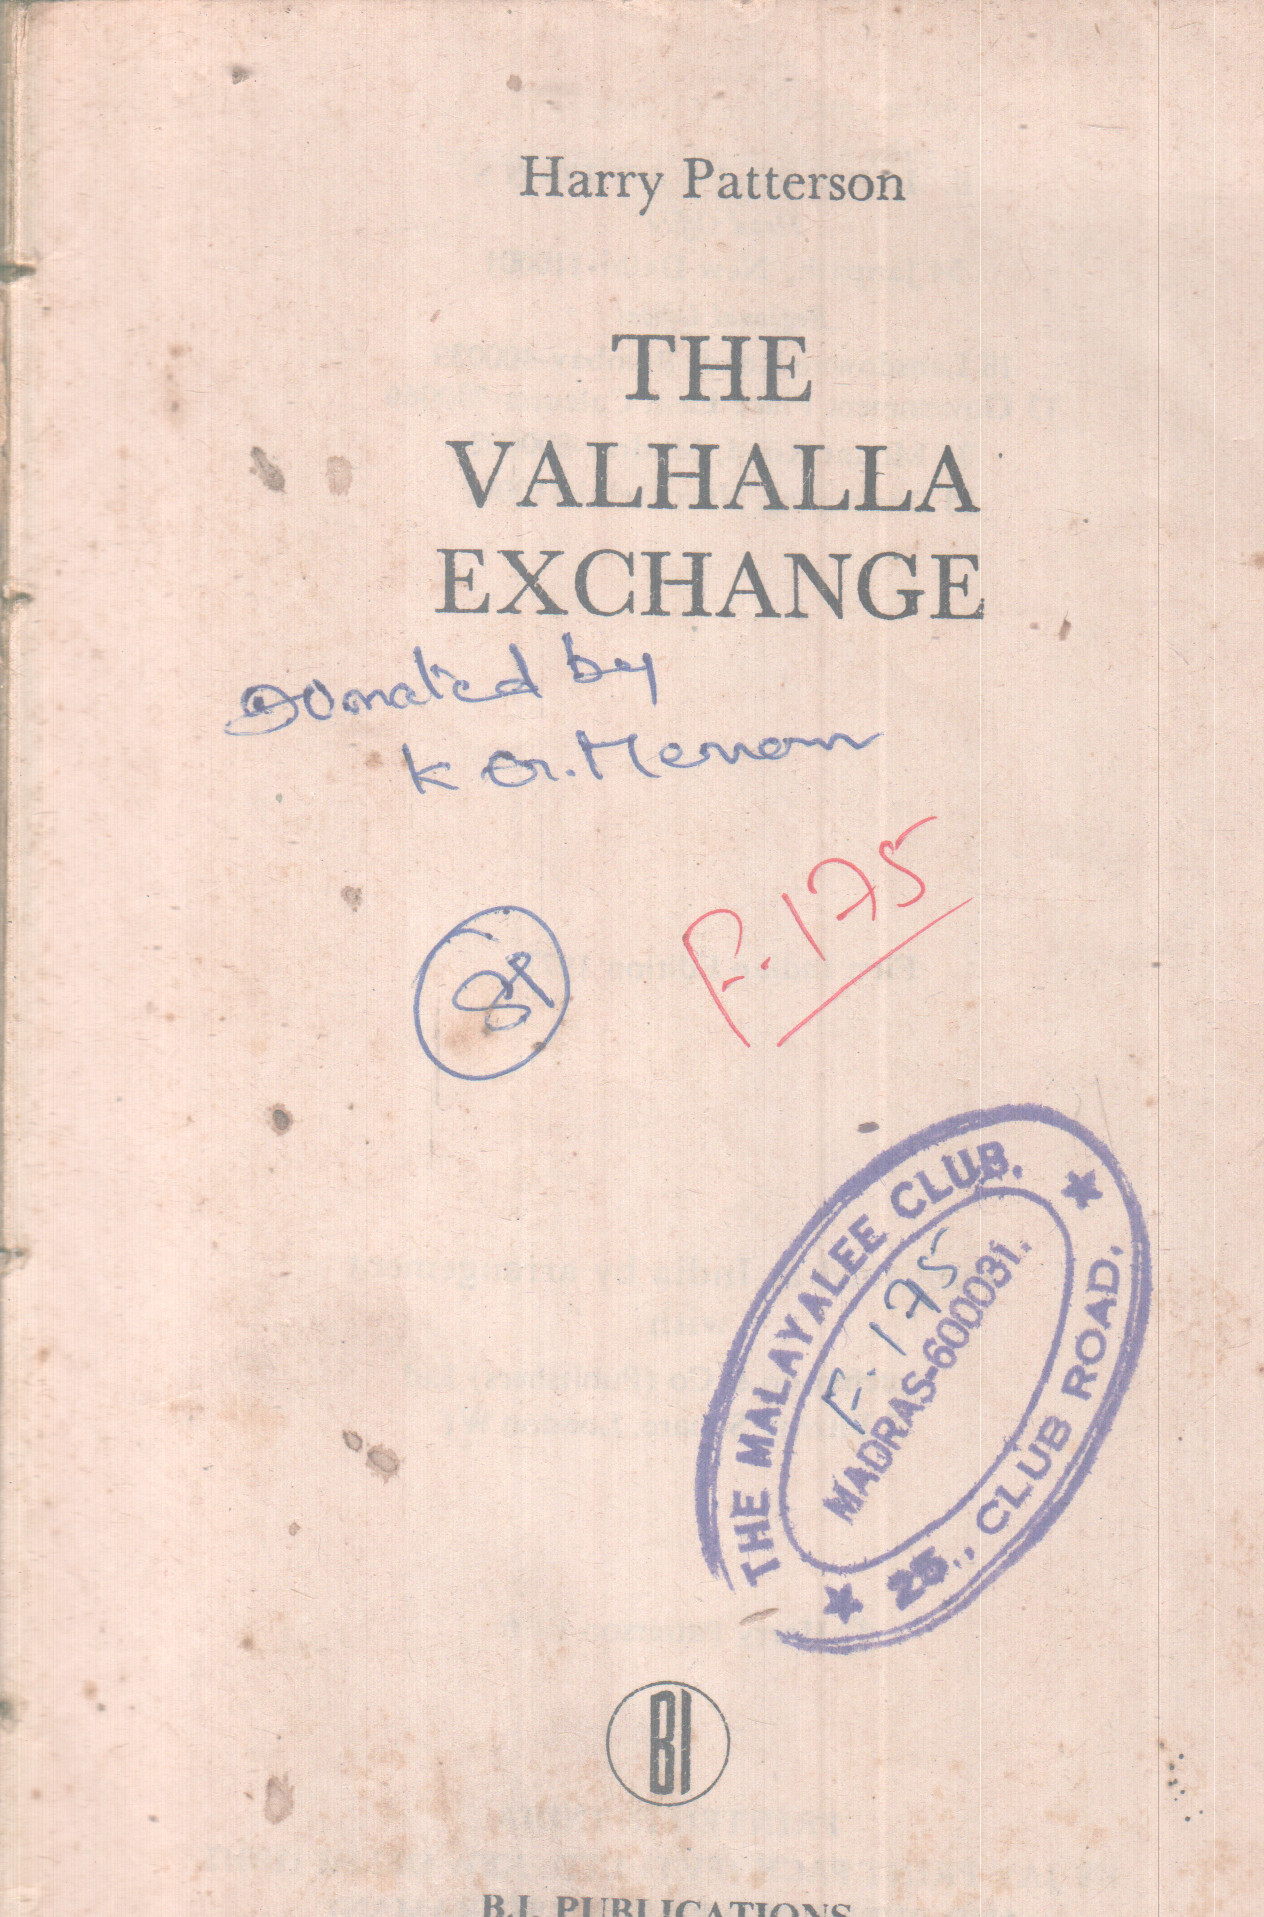 Harry Patterson
THE
VALHALLA
EXCHANGE
Donated by
K G. Menon
F. 175
THE MALAYALEE CLUB.
F. 175
MADRAS-600031.
25, CLUB ROAD.
BI
B.I. PUBLICATIONS